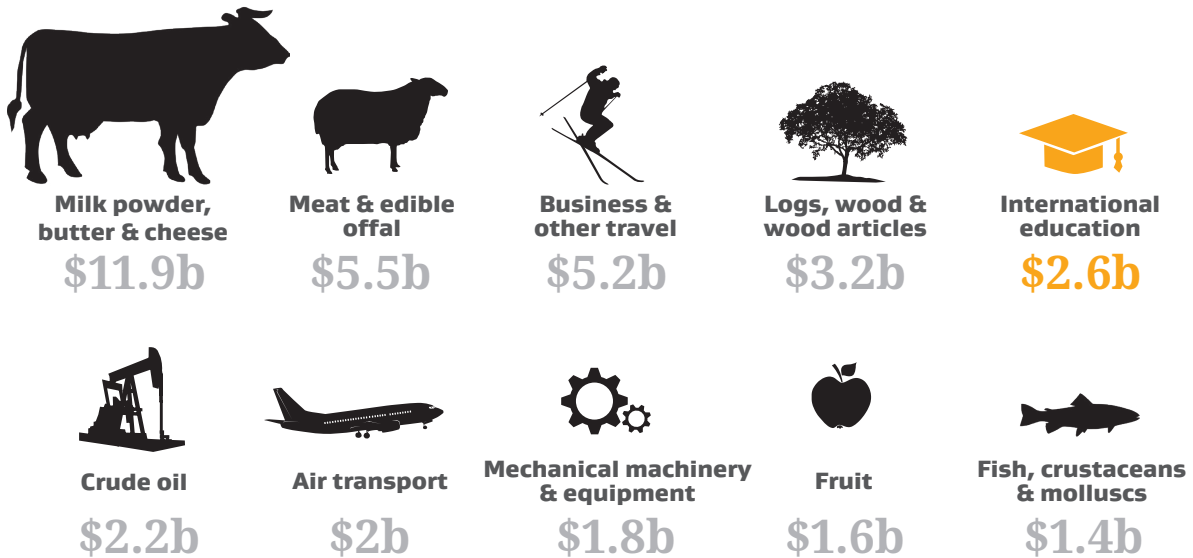 Milk powder,
butter & cheese
$11.9b
Meat & edible
offal
$5.5b
Business &
other travel
$5.2b
Logs, wood &
wood articles
$3.2b
International
education
$2.6b
Crude oil
$2.2b
Air transport
$2b
Mechanical machinery
& equipment
$1.8b
Fruit
$1.6b
Fish, crustaceans
& molluscs
$1.4b